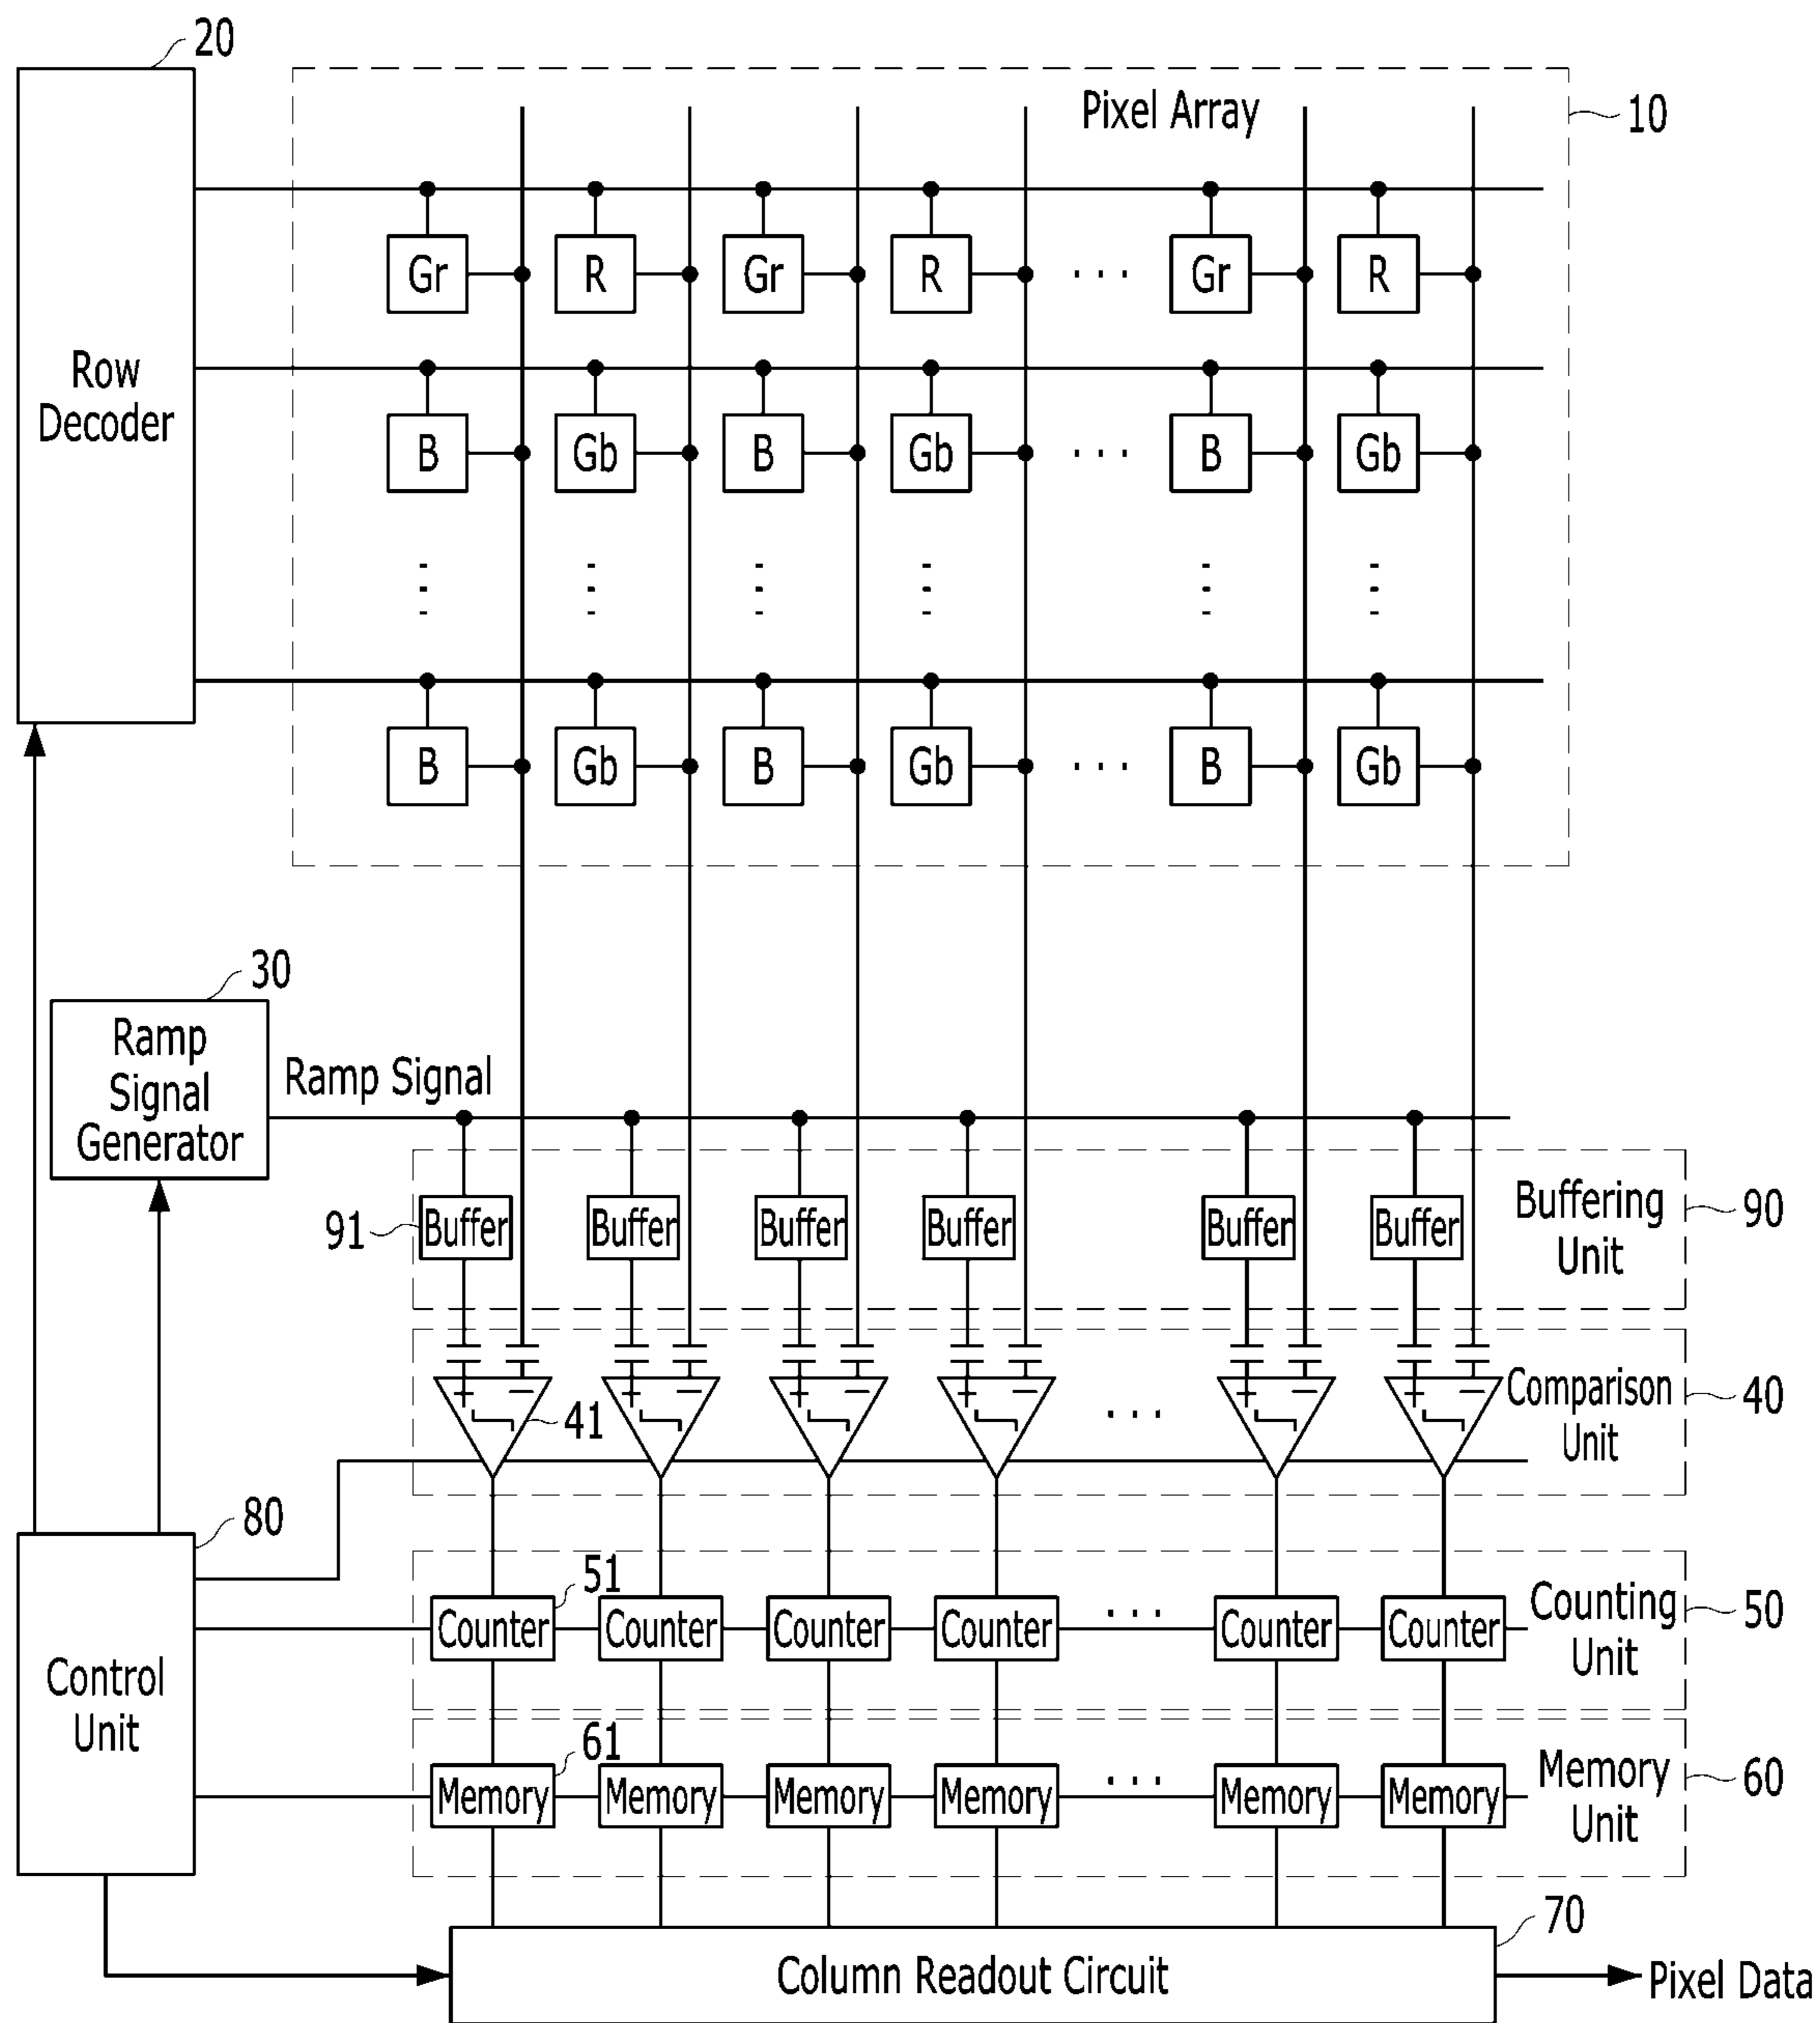 20
Pixel Array
10
Gr R Gr R ... Gr R
Row
Decoder
B Gb B Gb ... B Gb
B Gb B Gb ... B Gb
30
Ramp
Signal
Generator
Ramp Signal
91
Buffer Buffer Buffer Buffer Buffer Buffer
Buffering
Unit
90
+ − + − + − + − + − + −
41
...
Comparison
Unit
40
80
Control
Unit
51
Counter Counter Counter Counter ... Counter Counter
Counting
Unit
50
61
Memory Memory Memory Memory ... Memory Memory
Memory
Unit
60
70
Column Readout Circuit
Pixel Data